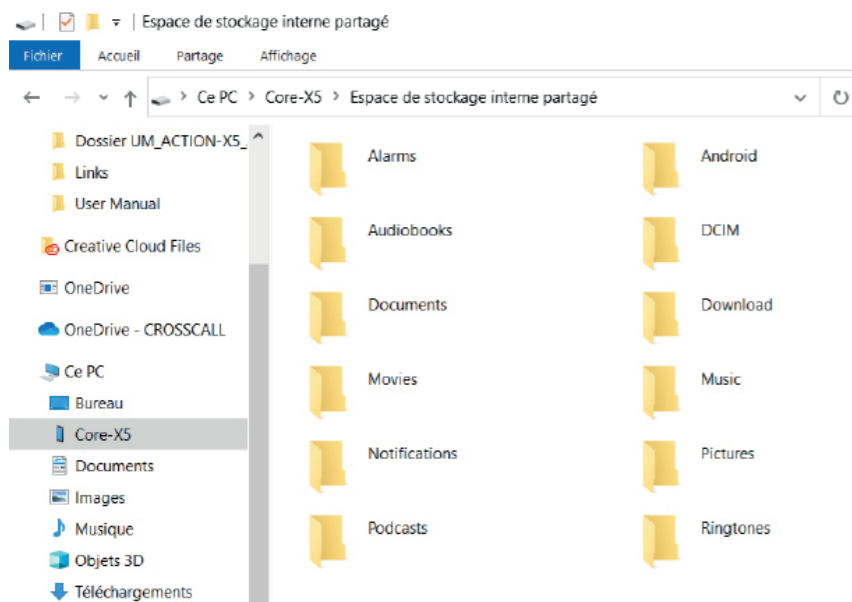 Espace de stockage interne partagé
Fichier Accueil Partage Affichage
Ce PC > Core-X5 > Espace de stockage interne partagé
Dossier UM_ACTION-X5_
Links
User Manual
Creative Cloud Files
OneDrive
OneDrive - CROSSCALL
Ce PC
Bureau
Core-X5
Documents
Images
Musique
Objets 3D
Téléchargements
Alarms Android
Audiobooks DCIM
Documents Download
Movies Music
Notifications Pictures
Podcasts Ringtones